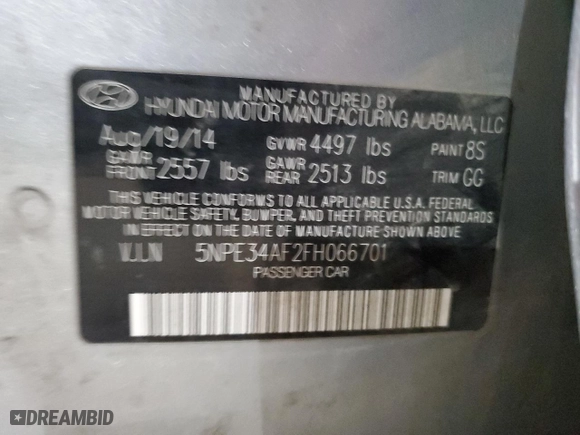 MANUFACTURED BY
HYUNDAI MOTOR MANUFACTURING ALABAMA, LLC
Aug/19/14 GVWR 4497 lbs PAINT 8S
GAWR FRONT 2557 lbs GAWR REAR 2513 lbs TRIM GG
THIS VEHICLE CONFORMS TO ALL APPLICABLE U.S.A. FEDERAL
MOTOR VEHICLE SAFETY, BUMPER, AND THEFT PREVENTION STANDARDS
IN EFFECT ON THE DATE OF MANUFACTURE SHOWN ABOVE.
V.I.N 5NPE34AF2FH066701
PASSENGER CAR
DREAMBID